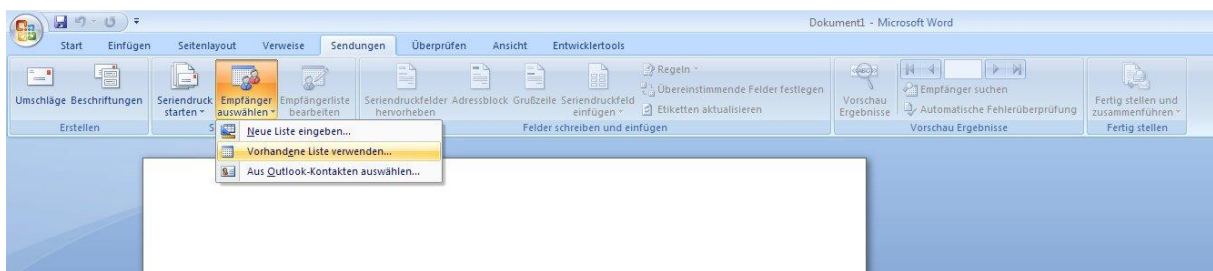 Dokument1 - Microsoft Word
Start Einfügen Seitenlayout Verweise Sendungen Überprüfen Ansicht Entwicklertools
Umschläge Beschriftungen
Erstellen
Seriendruck starten
Empfänger auswählen
Empfängerliste bearbeiten
S
Neue Liste eingeben...
Vorhandene Liste verwenden...
Aus Outlook-Kontakten auswählen...
Seriendruckfelder hervorheben
Adressblock Grußzeile
Seriendruckfeld einfügen
Regeln
Übereinstimmende Felder festlegen
Etiketten aktualisieren
Felder schreiben und einfügen
ABC
Vorschau Ergebnisse
Empfänger suchen
Automatische Fehlerüberprüfung
Vorschau Ergebnisse
Fertig stellen und zusammenführen
Fertig stellen